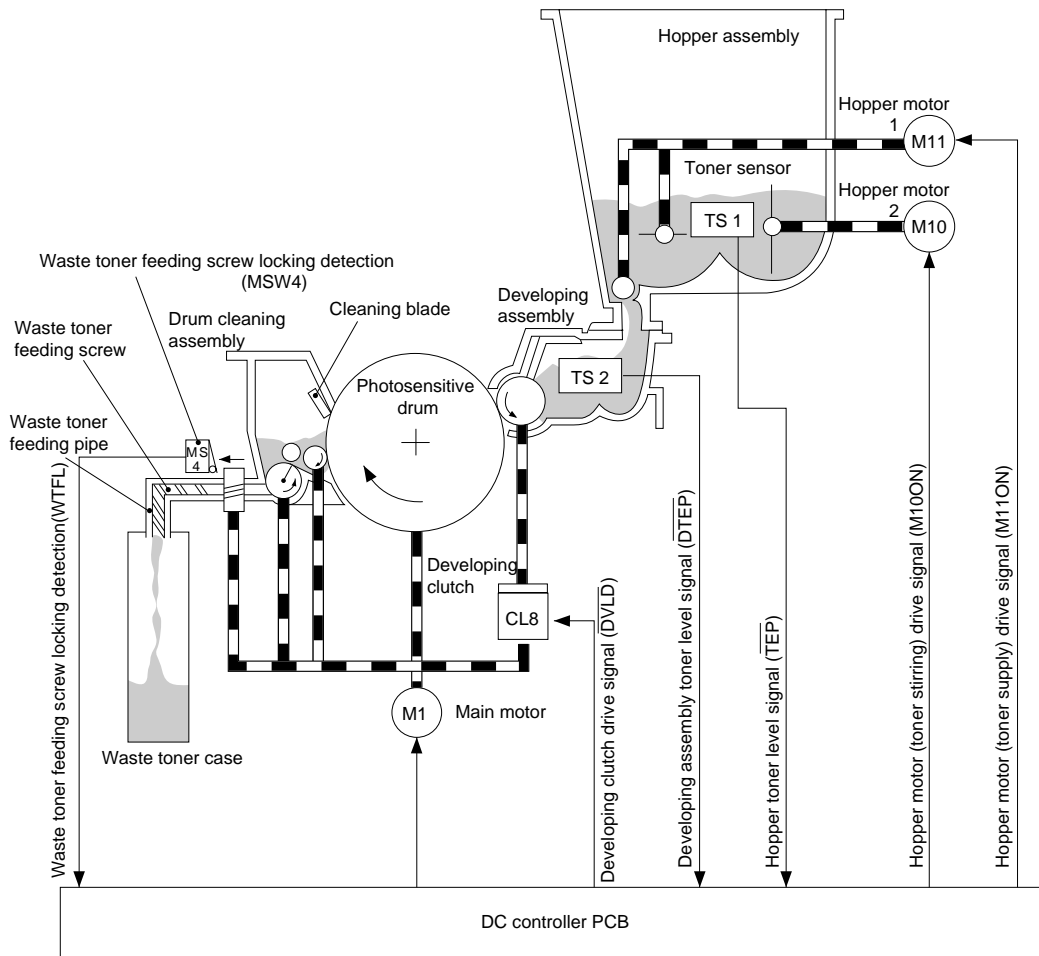 Hopper assembly
Hopper motor
1
M11
Toner sensor
Hopper motor
2
TS 1
M10
Waste toner feeding screw locking detection
(MSW4)
Drum cleaning
assembly
Cleaning blade
Developing
assembly
Waste toner
feeding screw
Photosensitive
drum
TS 2
Waste toner
feeding pipe
MS
4
Developing
clutch
CL8
M1
Main motor
Waste toner case
Waste toner feeding screw locking detection(WTFL)
Developing clutch drive signal (DVLD)
Developing assembly toner level signal (DTEP)
Hopper toner level signal (TEP)
Hopper motor (toner stirring) drive signal (M10ON)
Hopper motor (toner supply) drive signal (M11ON)
DC controller PCB